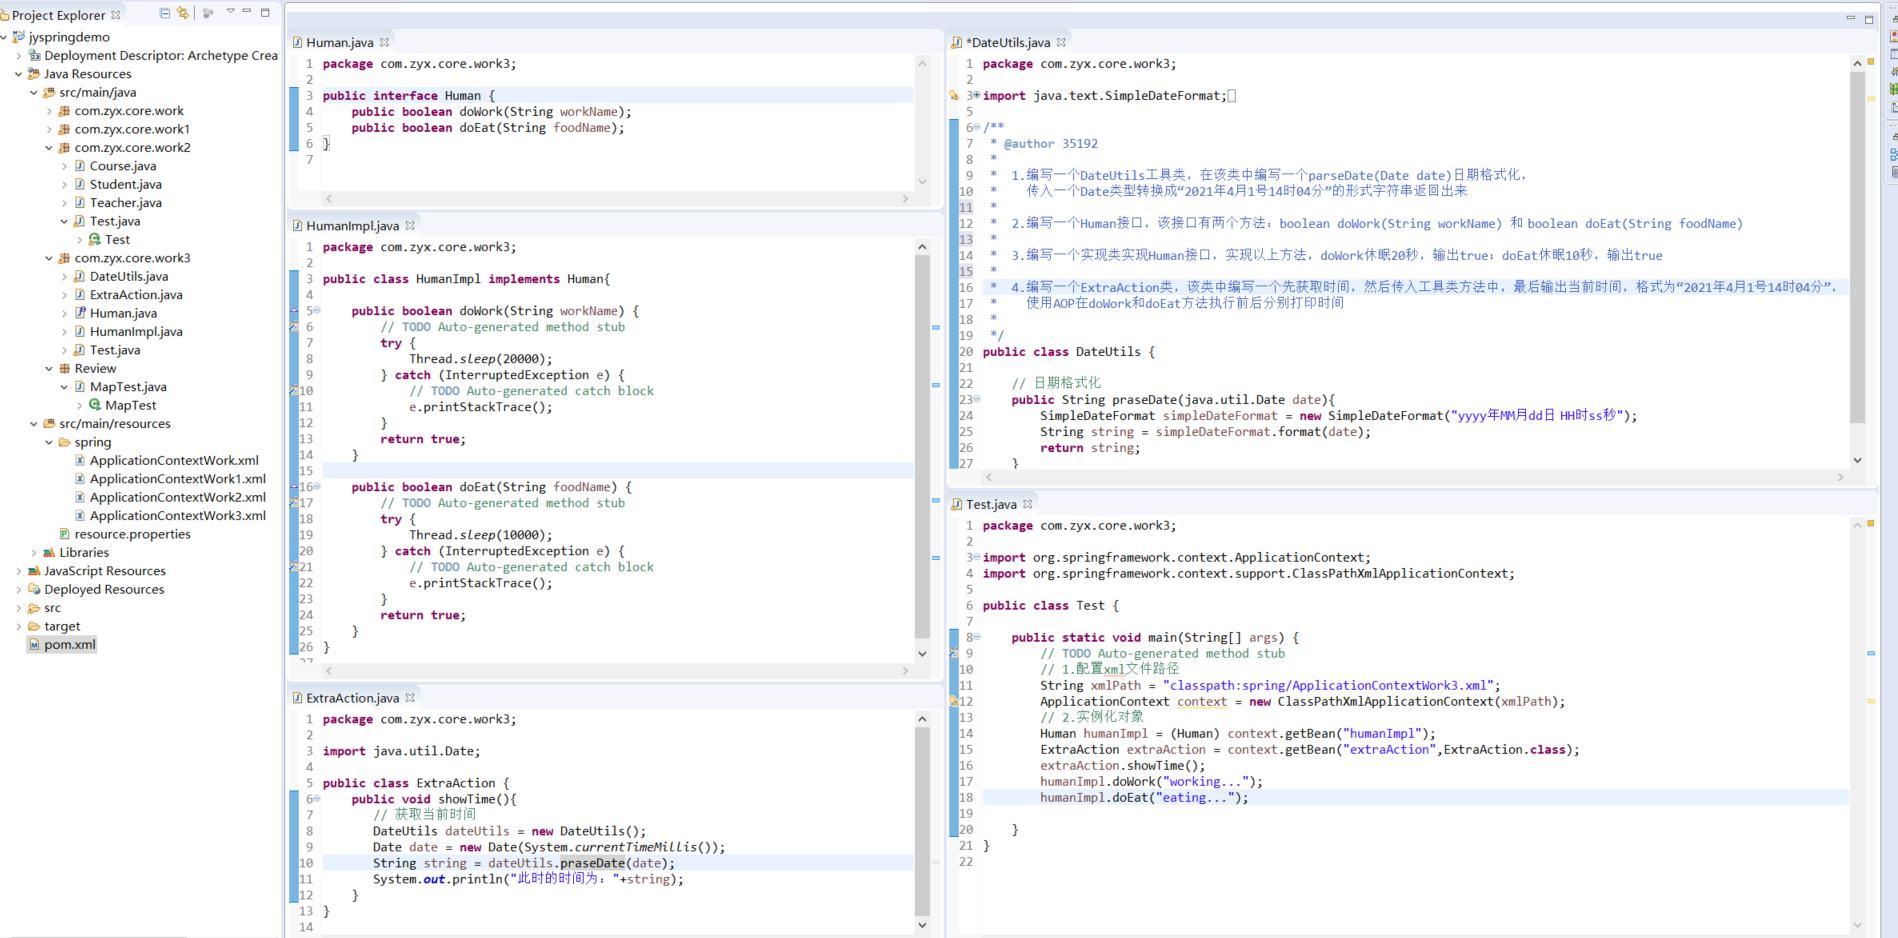 Project Explorer
jyspringdemo
Deployment Descriptor: Archetype Crea
Java Resources
src/main/java
com.zyx.core.work
com.zyx.core.work1
com.zyx.core.work2
Course.java
Student.java
Teacher.java
Test.java
Test
com.zyx.core.work3
DateUtils.java
ExtraAction.java
Human.java
HumanImpl.java
Test.java
Review
MapTest.java
MapTest
src/main/resources
spring
ApplicationContextWork.xml
ApplicationContextWork1.xml
ApplicationContextWork2.xml
ApplicationContextWork3.xml
resource.properties
Libraries
JavaScript Resources
Deployed Resources
src
target
pom.xml
Human.java
1 package com.zyx.core.work3;
2
3 public interface Human {
4     public boolean doWork(String workName);
5     public boolean doEat(String foodName);
6 }
7
HumanImpl.java
1 package com.zyx.core.work3;
2
3 public class HumanImpl implements Human{
4
5     public boolean doWork(String workName) {
6         // TODO Auto-generated method stub
7         try {
8             Thread.sleep(20000);
9         } catch (InterruptedException e) {
10             // TODO Auto-generated catch block
11             e.printStackTrace();
12         }
13         return true;
14     }
15
16     public boolean doEat(String foodName) {
17         // TODO Auto-generated method stub
18         try {
19             Thread.sleep(10000);
20         } catch (InterruptedException e) {
21             // TODO Auto-generated catch block
22             e.printStackTrace();
23         }
24         return true;
25     }
26 }
27
ExtraAction.java
1 package com.zyx.core.work3;
2
3 import java.util.Date;
4
5 public class ExtraAction {
6     public void showTime(){
7         // 获取当前时间
8         DateUtils dateUtils = new DateUtils();
9         Date date = new Date(System.currentTimeMillis());
10         String string = dateUtils.praseDate(date);
11         System.out.println("此时的时间为："+string);
12     }
13 }
14
*DateUtils.java
1 package com.zyx.core.work3;
2
3 import java.text.SimpleDateFormat;
5
6 /**
7  * @author 35192
8  *
9  *  1.编写一个DateUtils工具类，在该类中编写一个parseDate(Date date)日期格式化，
10  *    传入一个Date类型转换成“2021年4月1号14时04分”的形式字符串返回出来
11  *
12  *  2.编写一个Human接口，该接口有两个方法：boolean doWork(String workName) 和 boolean doEat(String foodName)
13  *
14  *  3.编写一个实现类实现Human接口，实现以上方法，doWork休眠20秒，输出true；doEat休眠10秒，输出true
15  *
16  *  4.编写一个ExtraAction类，该类中编写一个先获取时间，然后传入工具类方法中，最后输出当前时间，格式为“2021年4月1号14时04分”，
17  *    使用AOP在doWork和doEat方法执行前后分别打印时间
18  *
19  */
20 public class DateUtils {
21
22     // 日期格式化
23     public String praseDate(java.util.Date date){
24         SimpleDateFormat simpleDateFormat = new SimpleDateFormat("yyyy年MM月dd日 HH时ss秒");
25         String string = simpleDateFormat.format(date);
26         return string;
27     }
Test.java
1 package com.zyx.core.work3;
2
3 import org.springframework.context.ApplicationContext;
4 import org.springframework.context.support.ClassPathXmlApplicationContext;
5
6 public class Test {
7
8     public static void main(String[] args) {
9         // TODO Auto-generated method stub
10         // 1.配置xml文件路径
11         String xmlPath = "classpath:spring/ApplicationContextWork3.xml";
12         ApplicationContext context = new ClassPathXmlApplicationContext(xmlPath);
13         // 2.实例化对象
14         Human humanImpl = (Human) context.getBean("humanImpl");
15         ExtraAction extraAction = context.getBean("extraAction",ExtraAction.class);
16         extraAction.showTime();
17         humanImpl.doWork("working...");
18         humanImpl.doEat("eating...");
19
20     }
21 }
22